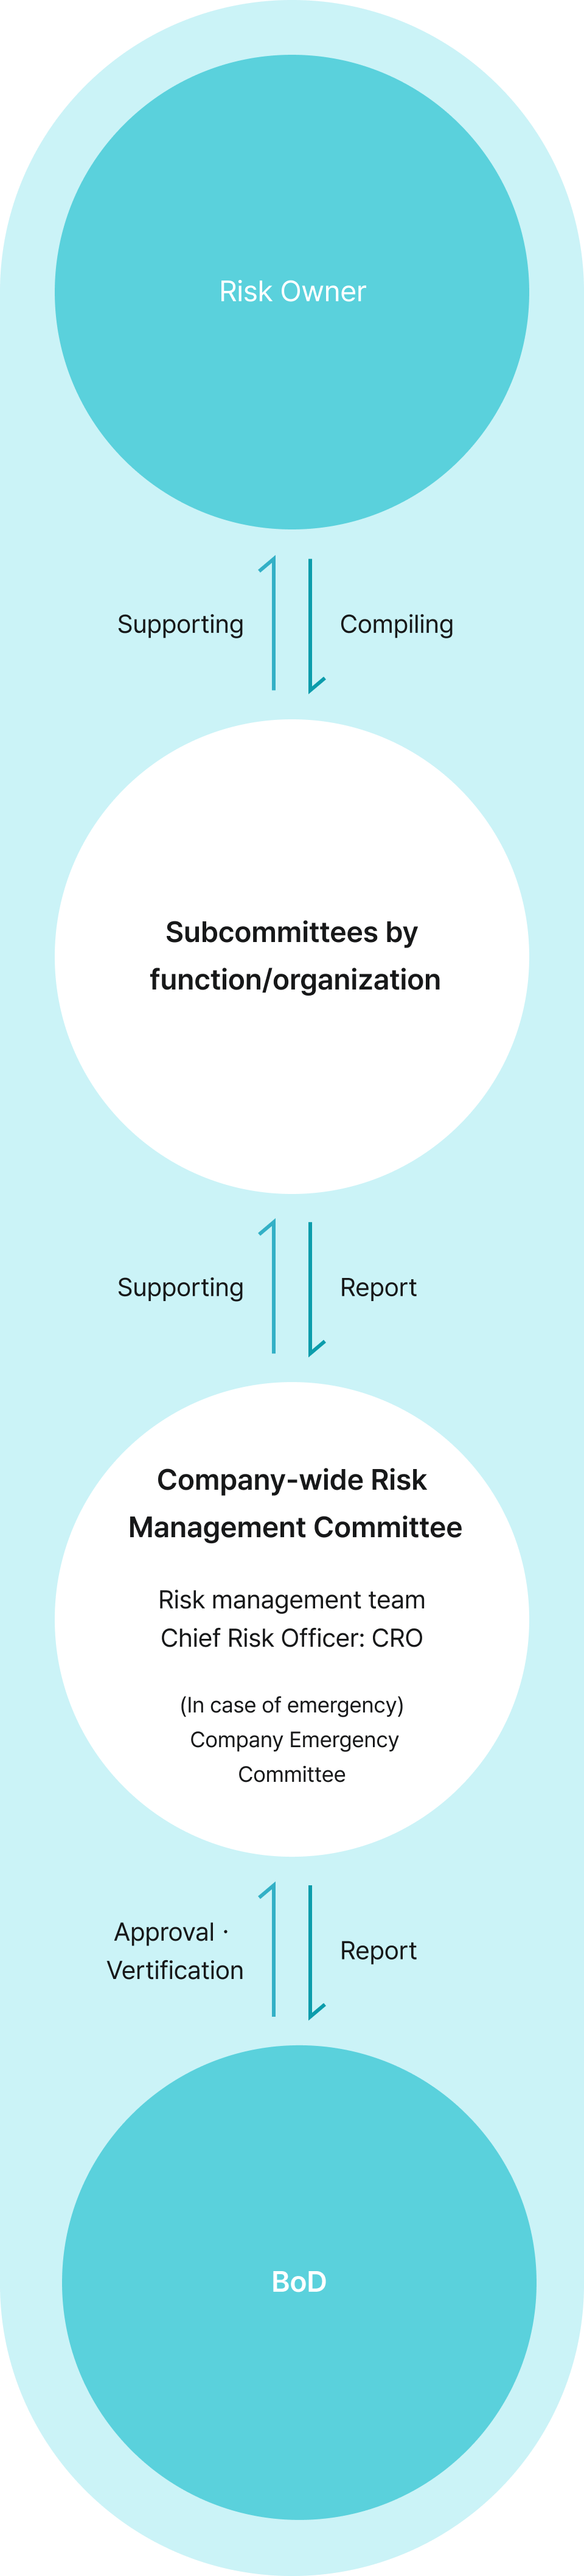 Risk Owner
Supporting
Compiling
Subcommittees by
function/organization
Supporting
Report
Company-wide Risk
Management Committee
Risk management team
Chief Risk Officer: CRO
(In case of emergency)
Company Emergency
Committee
Approval ·
Vertification
Report
BoD